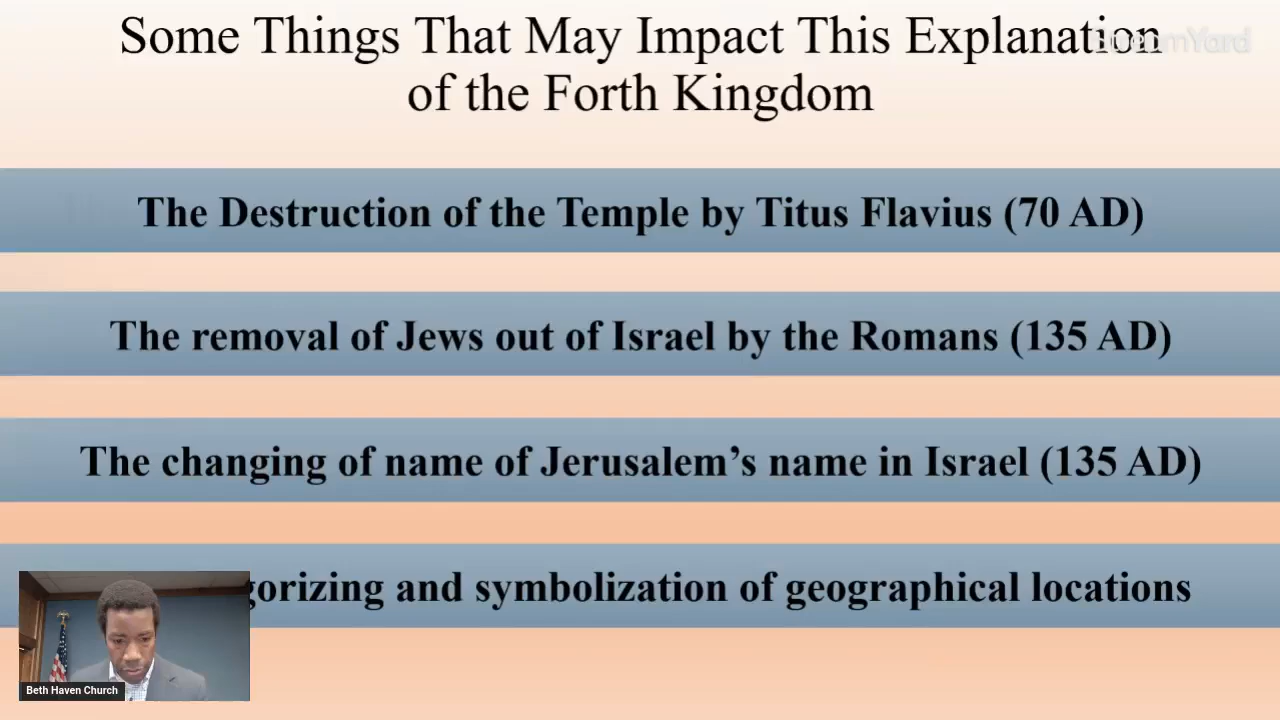 Some Things That May Impact This Explanation
of the Forth Kingdom
StreamYard
The Destruction of the Temple by Titus Flavius (70 AD)
The removal of Jews out of Israel by the Romans (135 AD)
The changing of name of Jerusalem’s name in Israel (135 AD)
gorizing and symbolization of geographical locations
Beth Haven Church